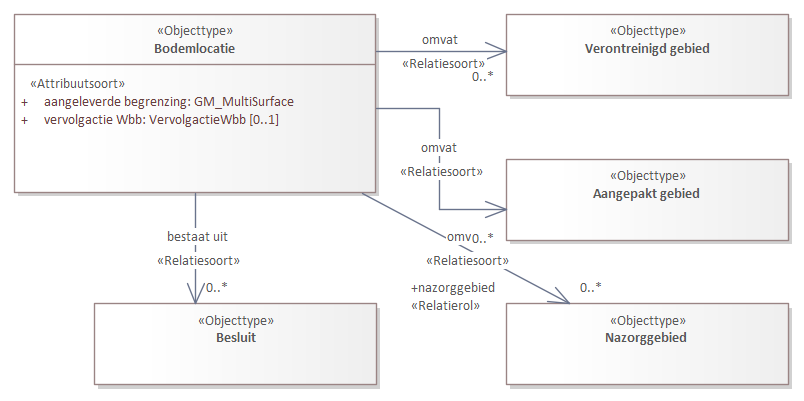 «Objecttype»
Bodemlocatie
«Attribuutsoort»
+ aangeleverde begrenzing: GM_MultiSurface
+ vervolgactie Wbb: VervolgactieWbb [0..1]
omvat
«Relatiesoort»
0..*
«Objecttype»
Verontreinigd gebied
omvat
«Relatiesoort»
0..*
«Objecttype»
Aangepakt gebied
omv
«Relatiesoort»
+nazorggebied
«Relatierol»
0..*
«Objecttype»
Nazorggebied
bestaat uit
«Relatiesoort»
0..*
«Objecttype»
Besluit